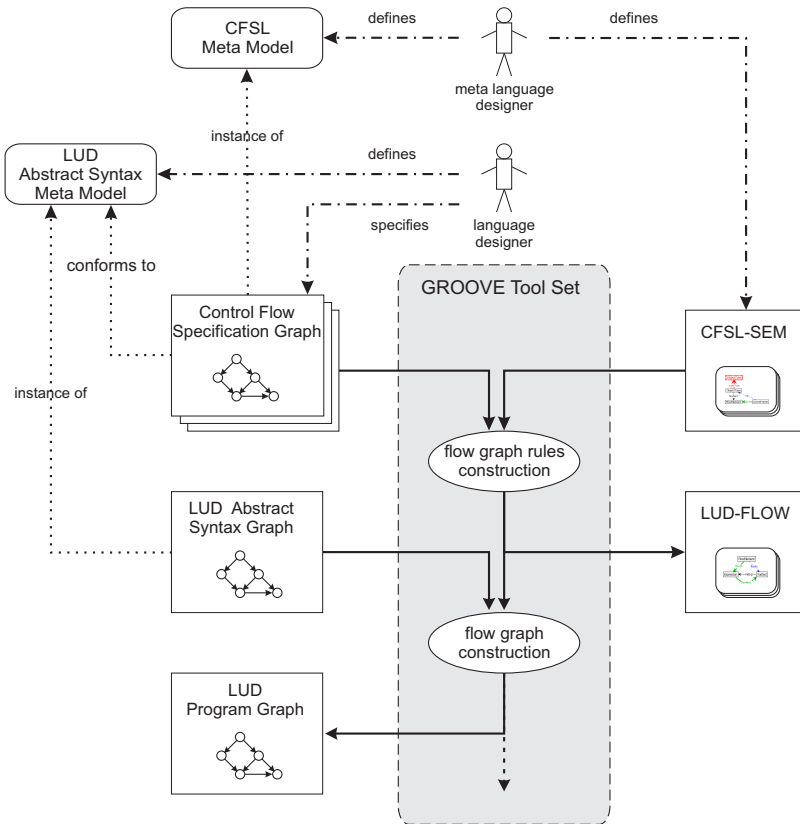 CFSL
Meta Model
defines
defines
meta language
designer
instance of
LUD
Abstract Syntax
Meta Model
defines
specifies
language
designer
conforms to
GROOVE Tool Set
Control Flow
Specification Graph
CFSL-SEM
instance of
flow graph rules
construction
LUD Abstract
Syntax Graph
LUD-FLOW
flow graph
construction
LUD
Program Graph